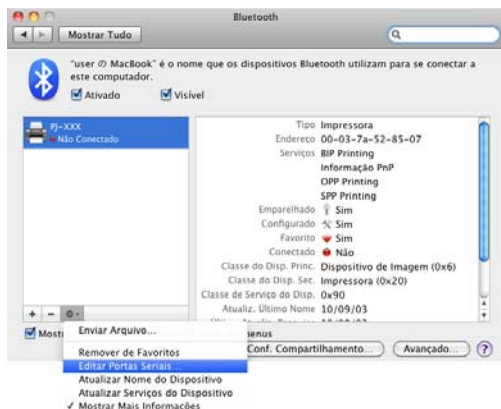 Bluetooth
Mostrar Tudo
"user の MacBook" é o nome que os dispositivos Bluetooth utilizam para se conectar a
este computador.
Ativado Visível
PJ-XXX
Não Conectado
Tipo Impressora
Endereço 00-03-7a-52-85-07
Serviços BIP Printing
Informação PnP
OPP Printing
SPP Printing
Emparelhado Sim
Configurado Sim
Favorito Sim
Conectado Não
Classe do Disp. Princ. Dispositivo de Imagem (0x6)
Classe do Disp. Sec. Impressora (0x20)
Classe de Serviço do Disp. 0x90
Atualiz. Último Nome 10/09/03
Most
enus
Conf. Compartilhamento... Avançado... ?
Enviar Arquivo...
Remover de Favoritos
Editar Portas Seriais...
Atualizar Nome do Dispositivo
Atualizar Serviços do Dispositivo
✓ Mostrar Mais Informações